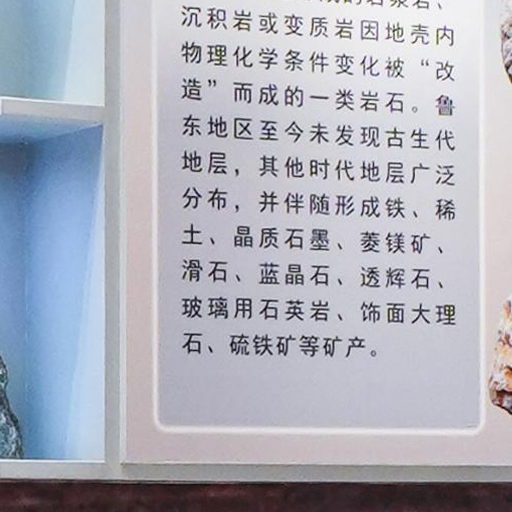 的岩浆岩、
沉积岩或变质岩因地壳内
物理化学条件变化被“改
造”而成的一类岩石。鲁
东地区至今未发现古生代
地层，其他时代地层广泛
分布，并伴随形成铁、稀
土、晶质石墨、菱镁矿、
滑石、蓝晶石、透辉石、
玻璃用石英岩、饰面大理
石、硫铁矿等矿产。